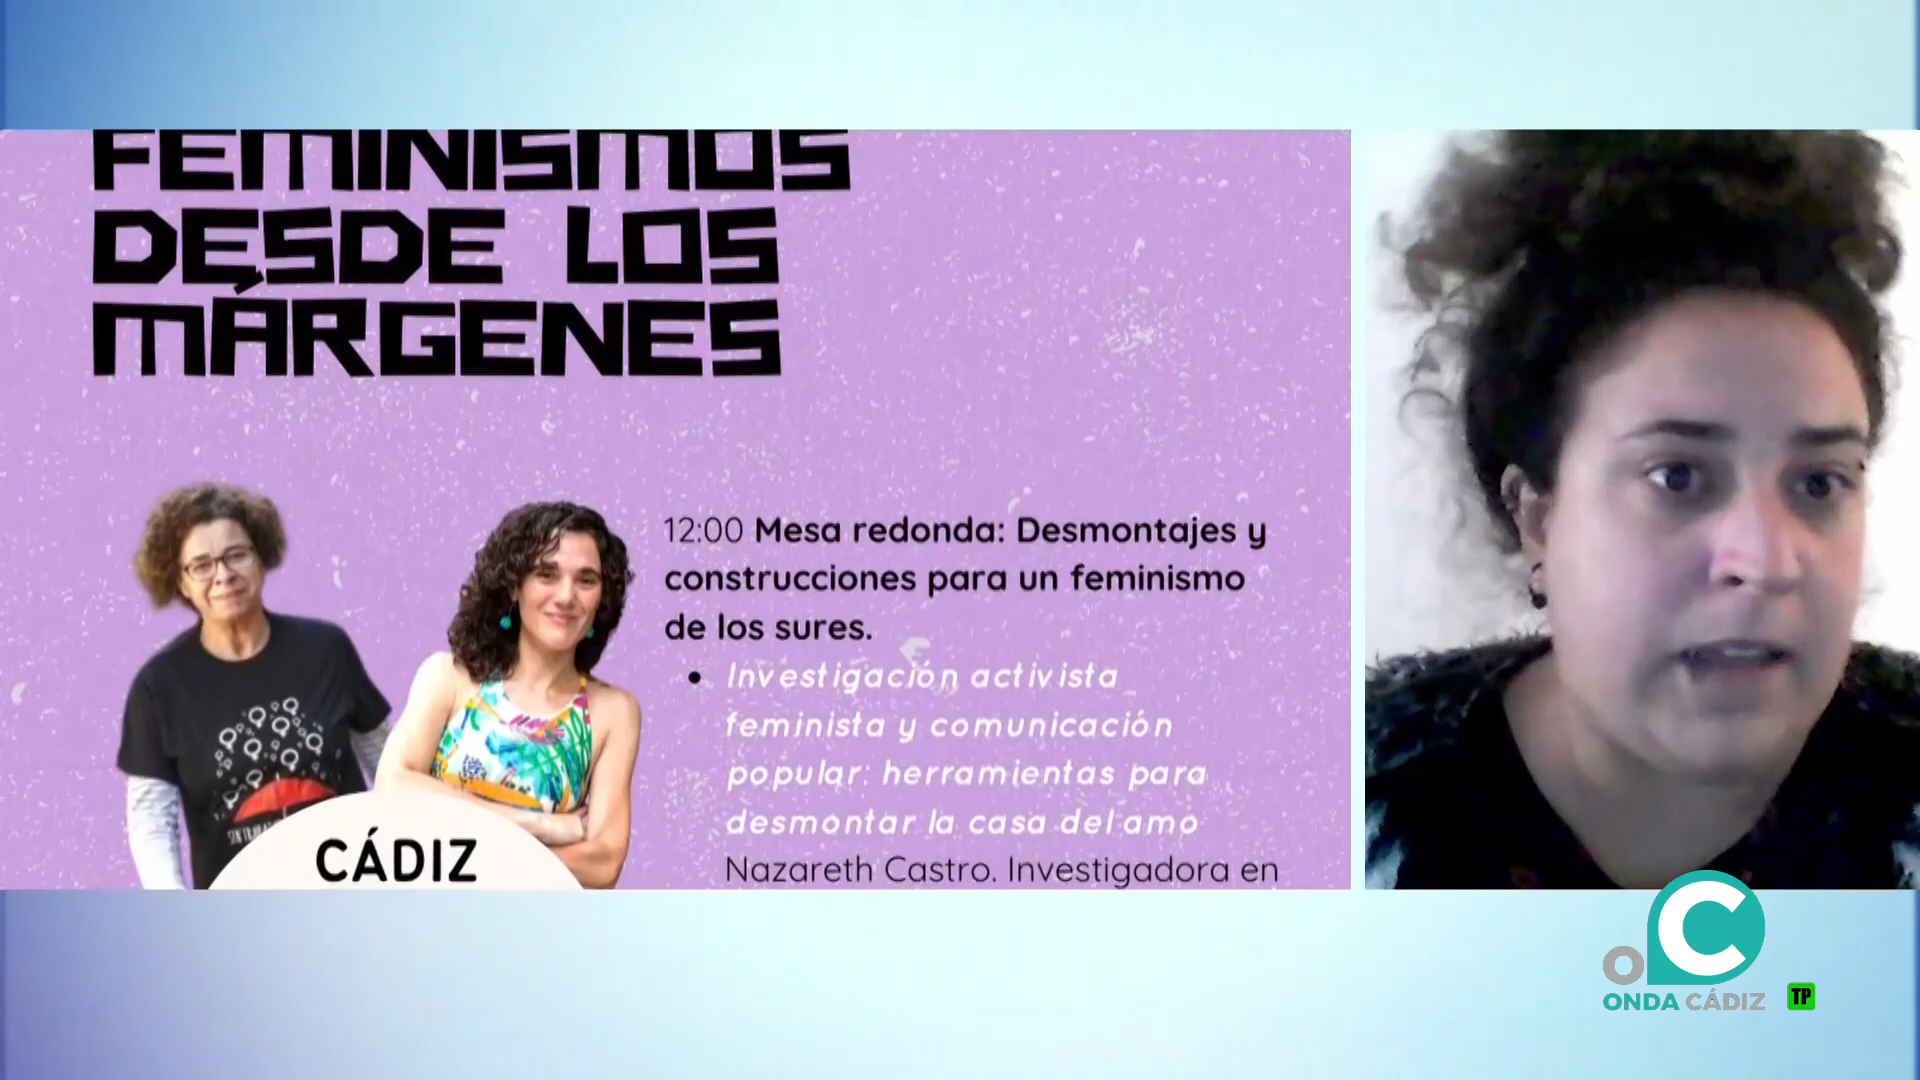 FEMINISMOS
DESDE LOS
MÁRGENES
12:00 Mesa redonda: Desmontajes y
construcciones para un feminismo
de los sures.
• Investigación activista
feminista y comunicación
popular: herramientas para
desmontar la casa del amo
Nazareth Castro. Investigadora en
CÁDIZ
OC
ONDA CÁDIZ
TP